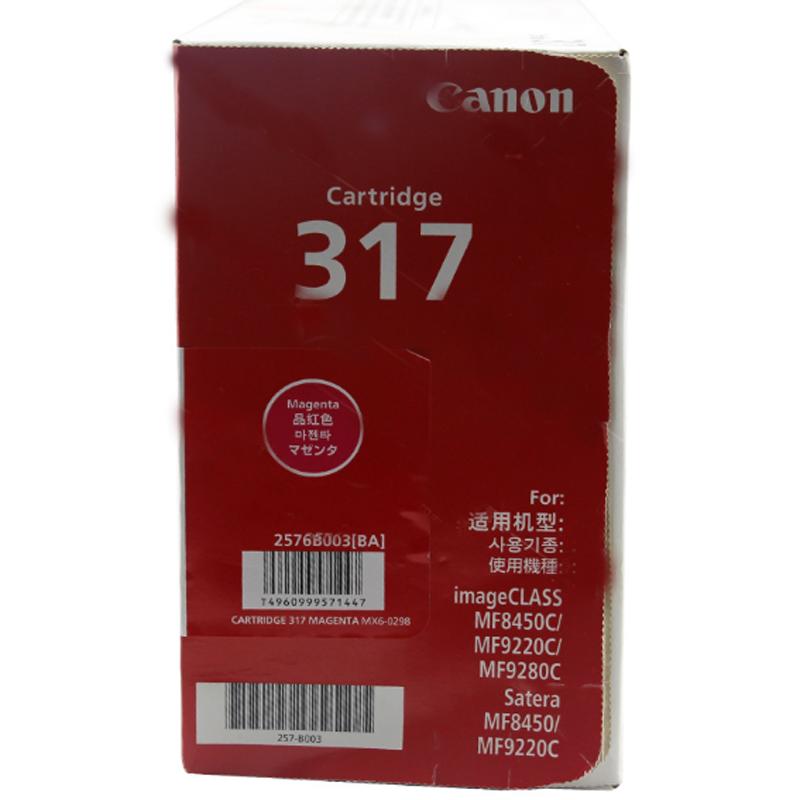 Canon
Cartridge
317
Magenta
品红色
마젠타
マゼンタ
2576B003[BA]
T4960999571447
CARTRIDGE 317 MAGENTA MX6-0298
257-B003
For:
适用机型:
사용기종:
使用機種:
imageCLASS
MF8450C/
MF9220C/
MF9280C
Satera
MF8450/
MF9220C